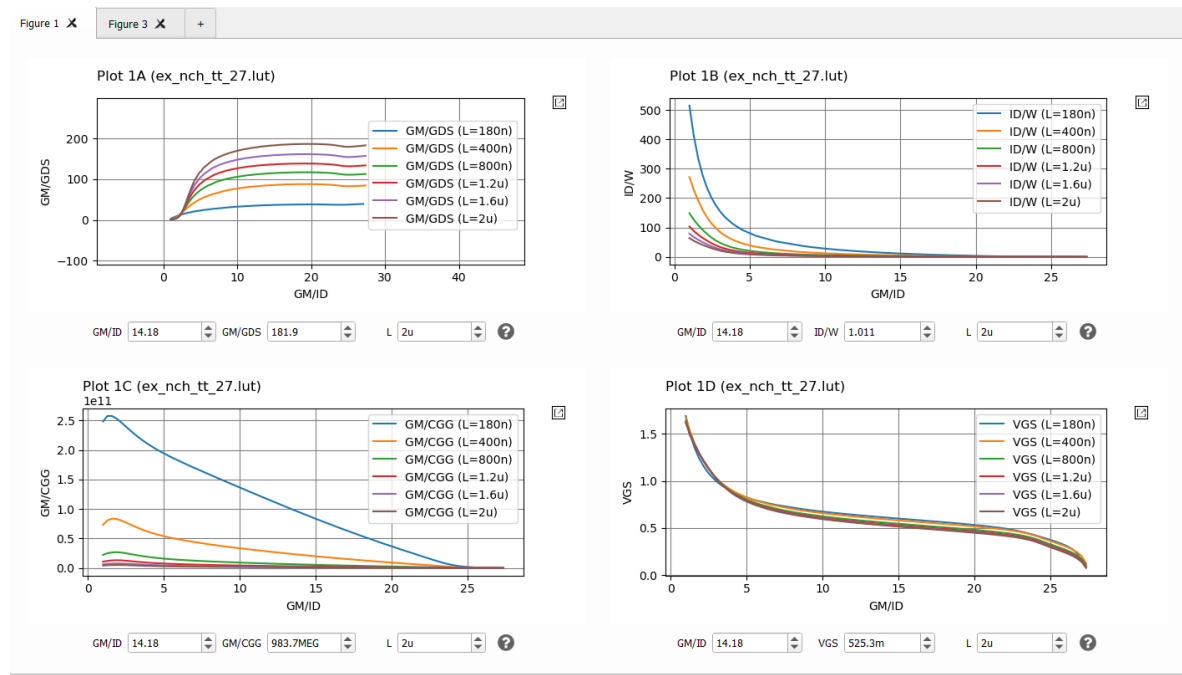 Figure 1 Figure 3 +
Plot 1A (ex_nch_tt_27.lut)
GM/GDS
200
100
0
−100
0 10 20 30 40
GM/ID
GM/GDS (L=180n)
GM/GDS (L=400n)
GM/GDS (L=800n)
GM/GDS (L=1.2u)
GM/GDS (L=1.6u)
GM/GDS (L=2u)
GM/ID 14.18 GM/GDS 181.9 L 2u ?
Plot 1B (ex_nch_tt_27.lut)
ID/W
500
400
300
200
100
0
0 5 10 15 20 25
GM/ID
ID/W (L=180n)
ID/W (L=400n)
ID/W (L=800n)
ID/W (L=1.2u)
ID/W (L=1.6u)
ID/W (L=2u)
GM/ID 14.18 ID/W 1.011 L 2u ?
Plot 1C (ex_nch_tt_27.lut)
1e11
GM/CGG
2.5
2.0
1.5
1.0
0.5
0.0
0 5 10 15 20 25
GM/ID
GM/CGG (L=180n)
GM/CGG (L=400n)
GM/CGG (L=800n)
GM/CGG (L=1.2u)
GM/CGG (L=1.6u)
GM/CGG (L=2u)
GM/ID 14.18 GM/CGG 983.7MEG L 2u ?
Plot 1D (ex_nch_tt_27.lut)
VGS
1.5
1.0
0.5
0.0
0 5 10 15 20 25
GM/ID
VGS (L=180n)
VGS (L=400n)
VGS (L=800n)
VGS (L=1.2u)
VGS (L=1.6u)
VGS (L=2u)
GM/ID 14.18 VGS 525.3m L 2u ?